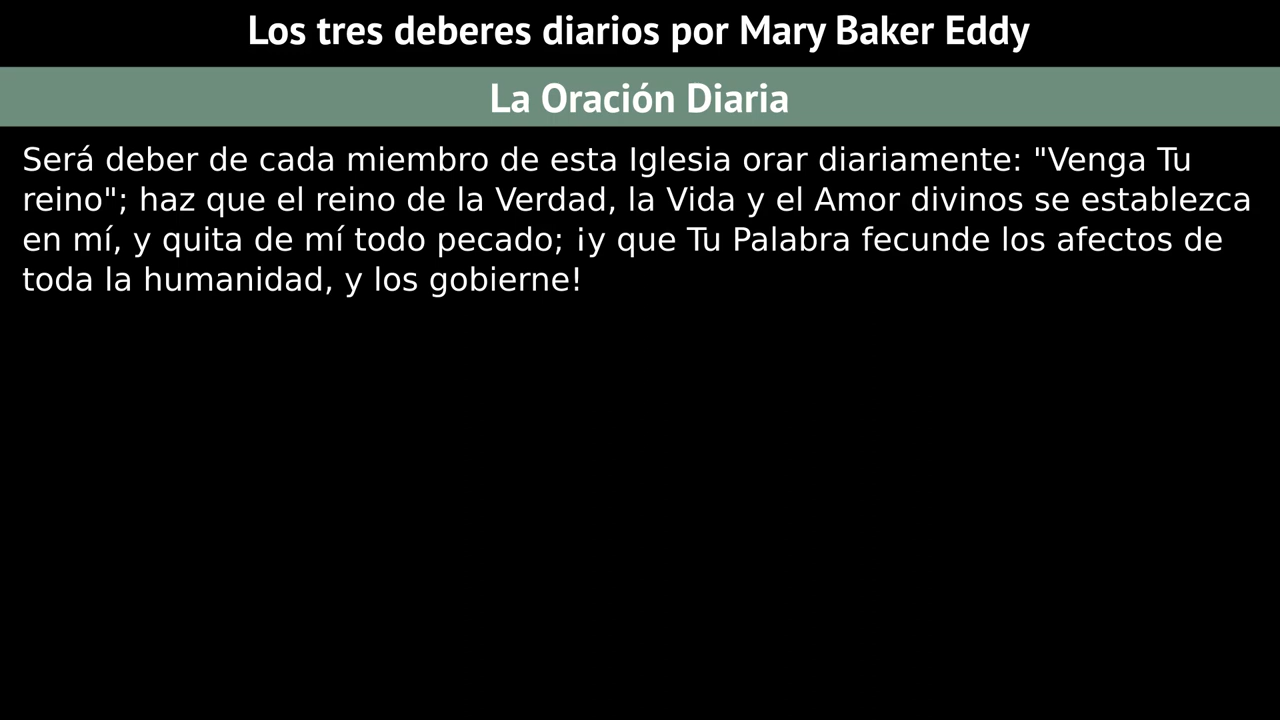 Los tres deberes diarios por Mary Baker Eddy
La Oración Diaria
Será deber de cada miembro de esta Iglesia orar diariamente: "Venga Tu
reino"; haz que el reino de la Verdad, la Vida y el Amor divinos se establezca
en mí, y quita de mí todo pecado; ¡y que Tu Palabra fecunde los afectos de
toda la humanidad, y los gobierne!